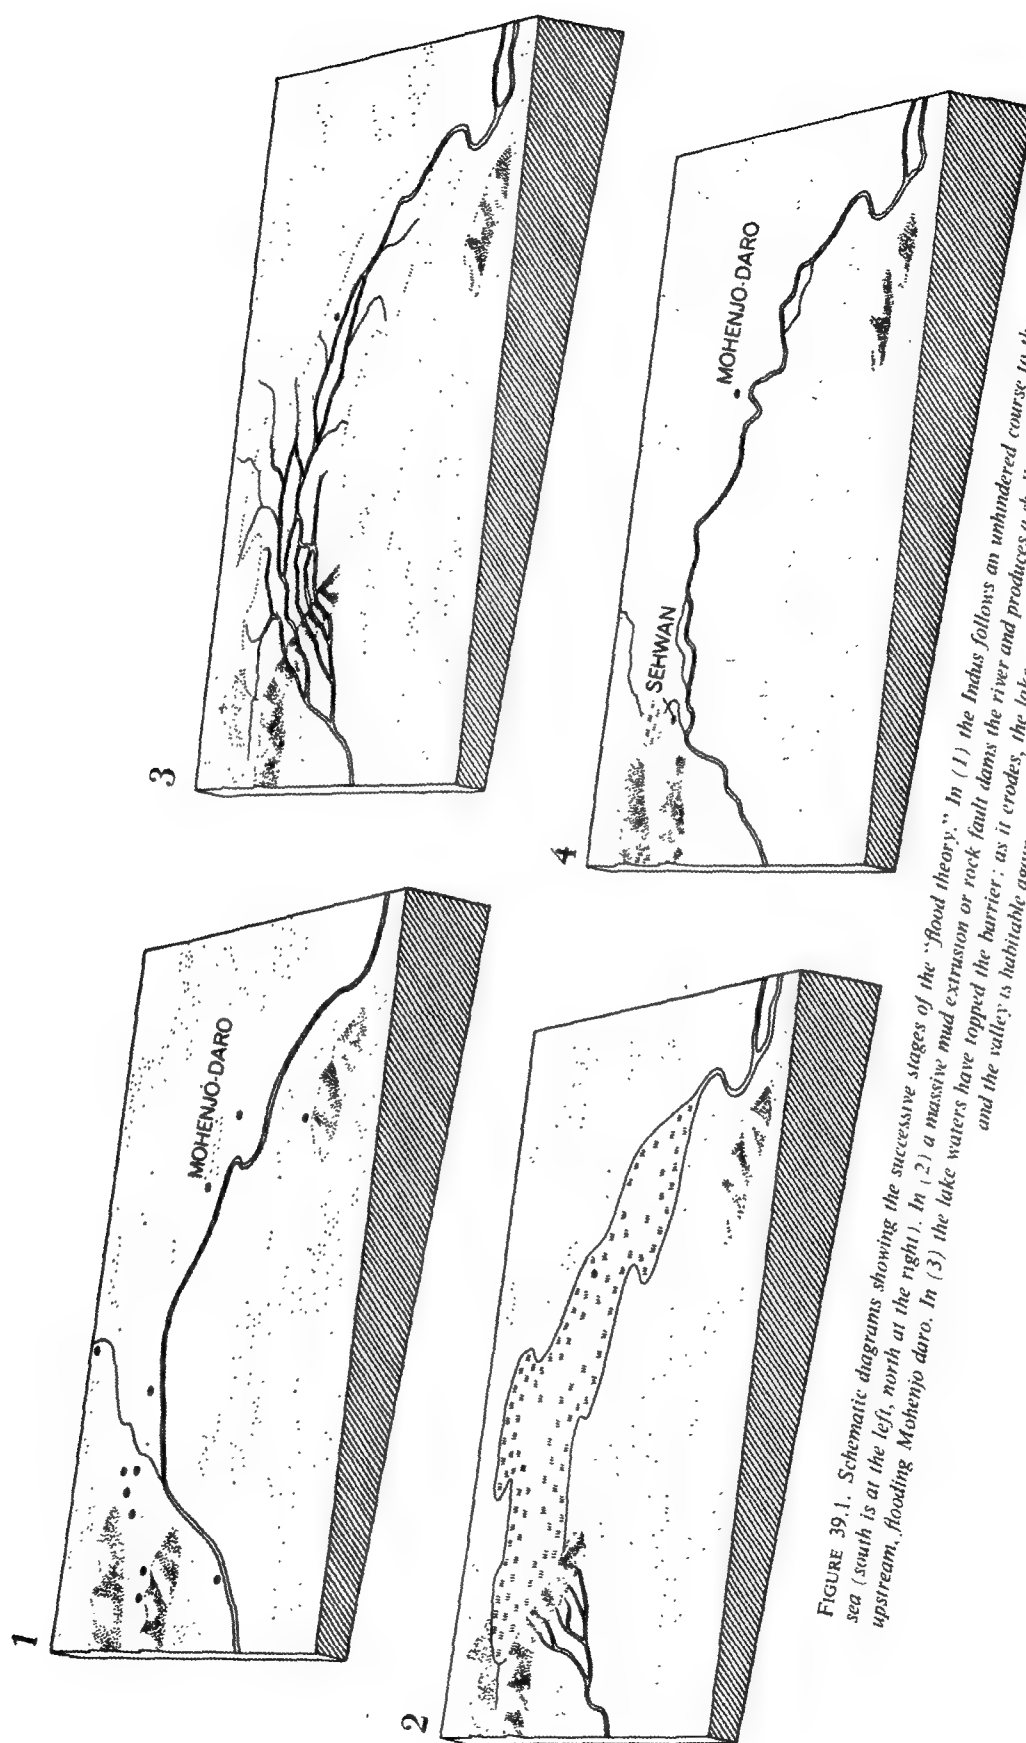 1
MOHENJO-DARO
2
3
4
SEHWAN
MOHENJO-DARO
FIGURE 39.1. Schematic diagrams showing the successive stages of the "flood theory." In (1) the Indus follows an unhindered course to the
sea (south is at the left, north at the right). In (2) a massive mud extrusion or rock fault dams the river and produces
upstream, flooding Mohenjo daro. In (3) the lake waters have topped the barrier; as it erodes, the lake
and the valley is habitable again